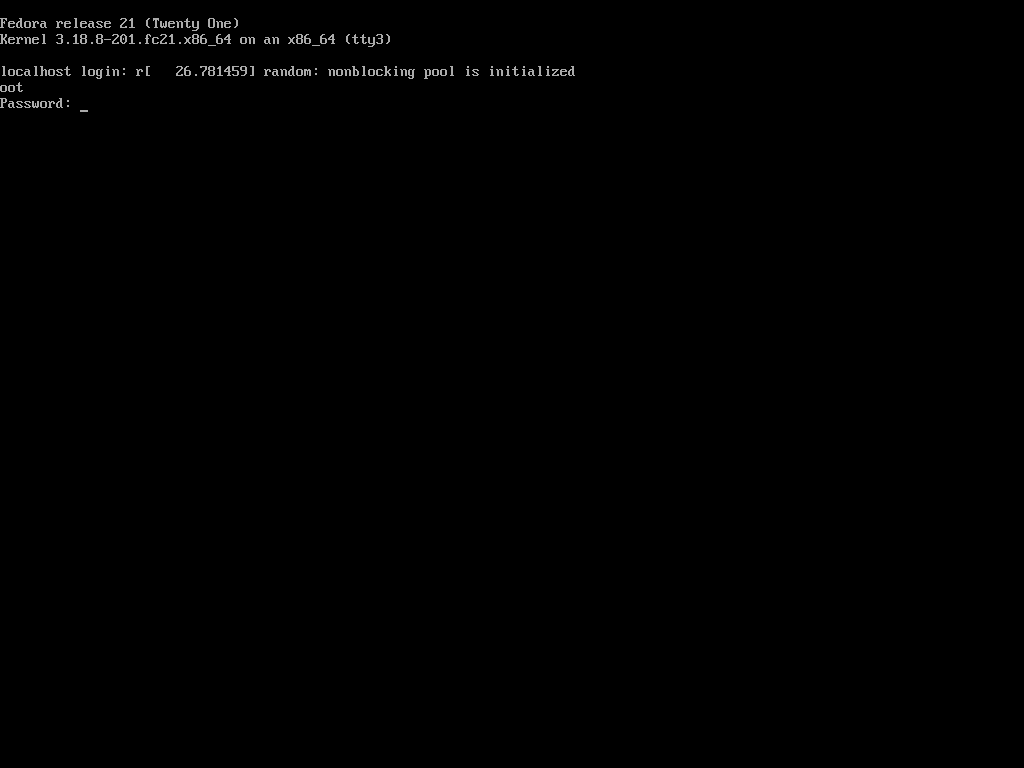 Fedora release 21 (Twenty One)
Kernel 3.18.8-201.fc21.x86_64 on an x86_64 (tty3)
localhost login: r[   26.781459] random: nonblocking pool is initialized
oot
Password: _